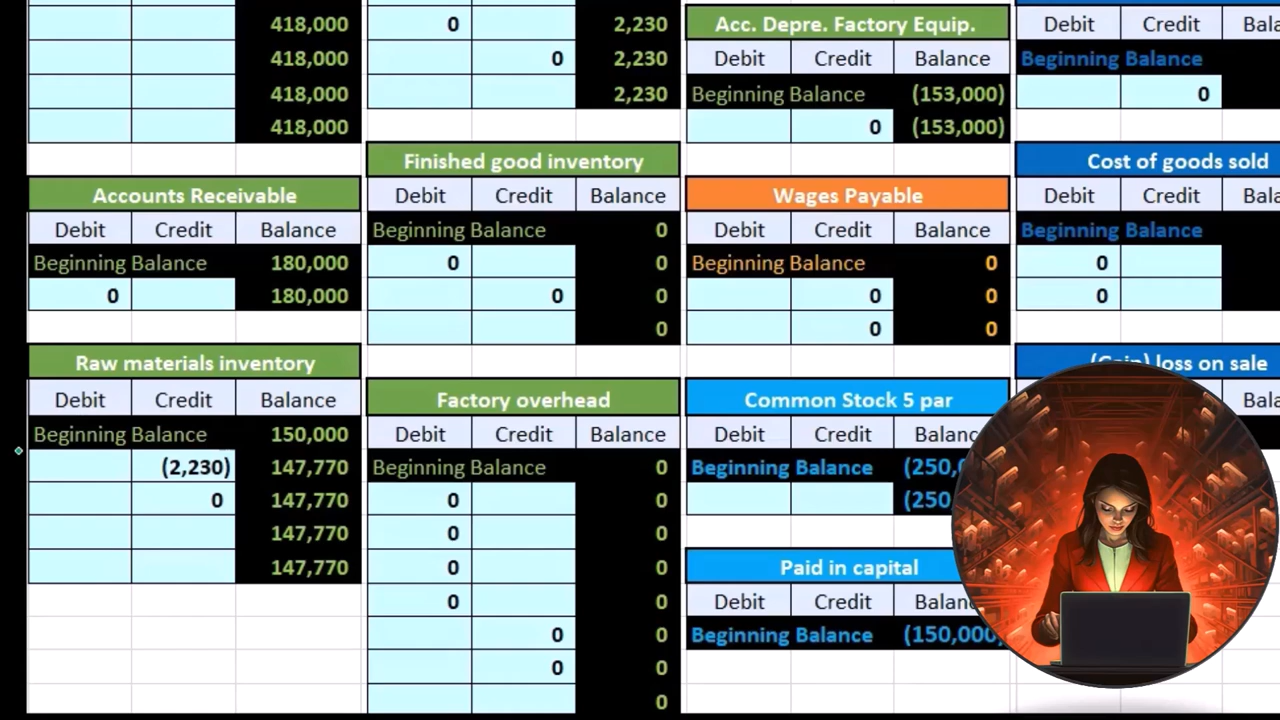 418,000
418,000
418,000
418,000
Accounts Receivable
Debit Credit Balance
Beginning Balance 180,000
0 180,000
Raw materials inventory
Debit Credit Balance
Beginning Balance 150,000
(2,230) 147,770
0 147,770
147,770
147,770
0 2,230
0 2,230
2,230
Finished good inventory
Debit Credit Balance
Beginning Balance 0
0 0
0 0
0
Factory overhead
Debit Credit Balance
Beginning Balance 0
0 0
0 0
0 0
0 0
0 0
0 0
0
Acc. Depre. Factory Equip.
Debit Credit Balance
Beginning Balance (153,000)
0 (153,000)
Wages Payable
Debit Credit Balance
Beginning Balance 0
0 0
0 0
Common Stock 5 par
Debit Credit
Beginning Balance
Paid in capital
Debit Credit
Beginning Balance (150,000)
Debit Credit
Beginning Balance
0
Cost of goods sold
Debit Credit
Beginning Balance
0
0
loss on sale